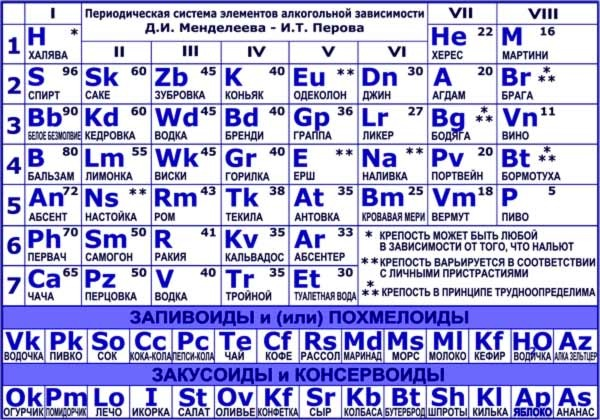 I Периодическая система элементов алкогольной зависимости VII VIII
Д.И. Менделеева - И.Т. Перова
II III IV V VI
1 H * He 22 M 16
ХАЛЯВА ХЕРЕС МАРТИНИ
2 S 96 Sk 60 Zb 45 K 40 Eu ** Dn 30 A 20 Br ***
СПИРТ САКЕ ЗУБРОВКА КОНЬЯК ОДЕКОЛОН ДЖИН АГДАМ БРАГА
3 Bb 90 Kd 60 Wd 45 Bd 40 Gp 36 Lr 27 Bg *** Vn 11
БЕЛОЕ БЕЗМОЛВИЕ КЕДРОВКА ВОДКА БРЕНДИ ГРАППА ЛИКЕР БОДЯГА ВИНО
4 B 80 Lm 55 Wk 45 Gr 40 E ** Na ** Pv 20 Bt ***
БАЛЬЗАМ ЛИМОНКА ВИСКИ ГОРИЛКА ЕРШ НАЛИВКА ПОРТВЕЙН БОРМОТУХА
5 An 72 Ns ** Rm 43 Tk 38 At 35 Bm 25 Vm 18 P 5
АБСЕНТ НАСТОЙКА РОМ ТЕКИЛА АНТОВКА КРОВАВАЯ МЕРИ ВЕРМУТ ПИВО
6 Ph 70 Sm 50 R 41 Kv 35 Ar 33 * КРЕПОСТЬ МОЖЕТ БЫТЬ ЛЮБОЙ
ПЕРВАЧ САМОГОН РАКИЯ КАЛЬВАДОС АБСЕНТЕР В ЗАВИСИМОСТИ ОТ ТОГО, ЧТО НАЛЬЮТ
** КРЕПОСТЬ ВАРЬИРУЕТСЯ В СООТВЕТСТВИИ
С ЛИЧНЫМИ ПРИСТРАСТИЯМИ
7 Ca 65 Pz 50 V 40 Tr 35 Et 30 *** КРЕПОСТЬ В ПРИНЦИПЕ ТРУДНООПРЕДЕЛИМА
ЧАЧА ПЕРЦОВКА ВОДКА ТРОЙНОЙ ТУАЛЕТНАЯ ВОДА
ЗАПИВОИДЫ и (или) ПОХМЕЛОИДЫ
Vk Pk So Cc Pc Te Cf Rs Md Ms Ml Kf H2O Az
ВОДОЧКА ПИВКО СОК КОКА-КОЛА ПЕПСИ-КОЛА ЧАЙ КОФЕ РАССОЛ МАРИНАД МОРС МОЛОКО КЕФИР ВОДИЧКА АЛКА ЗЕЛЬТЦЕР
ЗАКУСОИДЫ и КОНСЕРВОИДЫ
Ok Pm Lo I St Ov Kf Sr Kb Bt Sh Kl Ap As
ОГУРЧИК ПОМИДОРЧИК ЛЕЧО ИКОРКА САЛАТ ОЛИВЬЕ КОНФЕТКА СЫР КОЛБАСА БУТЕРБРОД ШПРОТЫ КИЛЬКА ЯБЛОКО АНАНАС